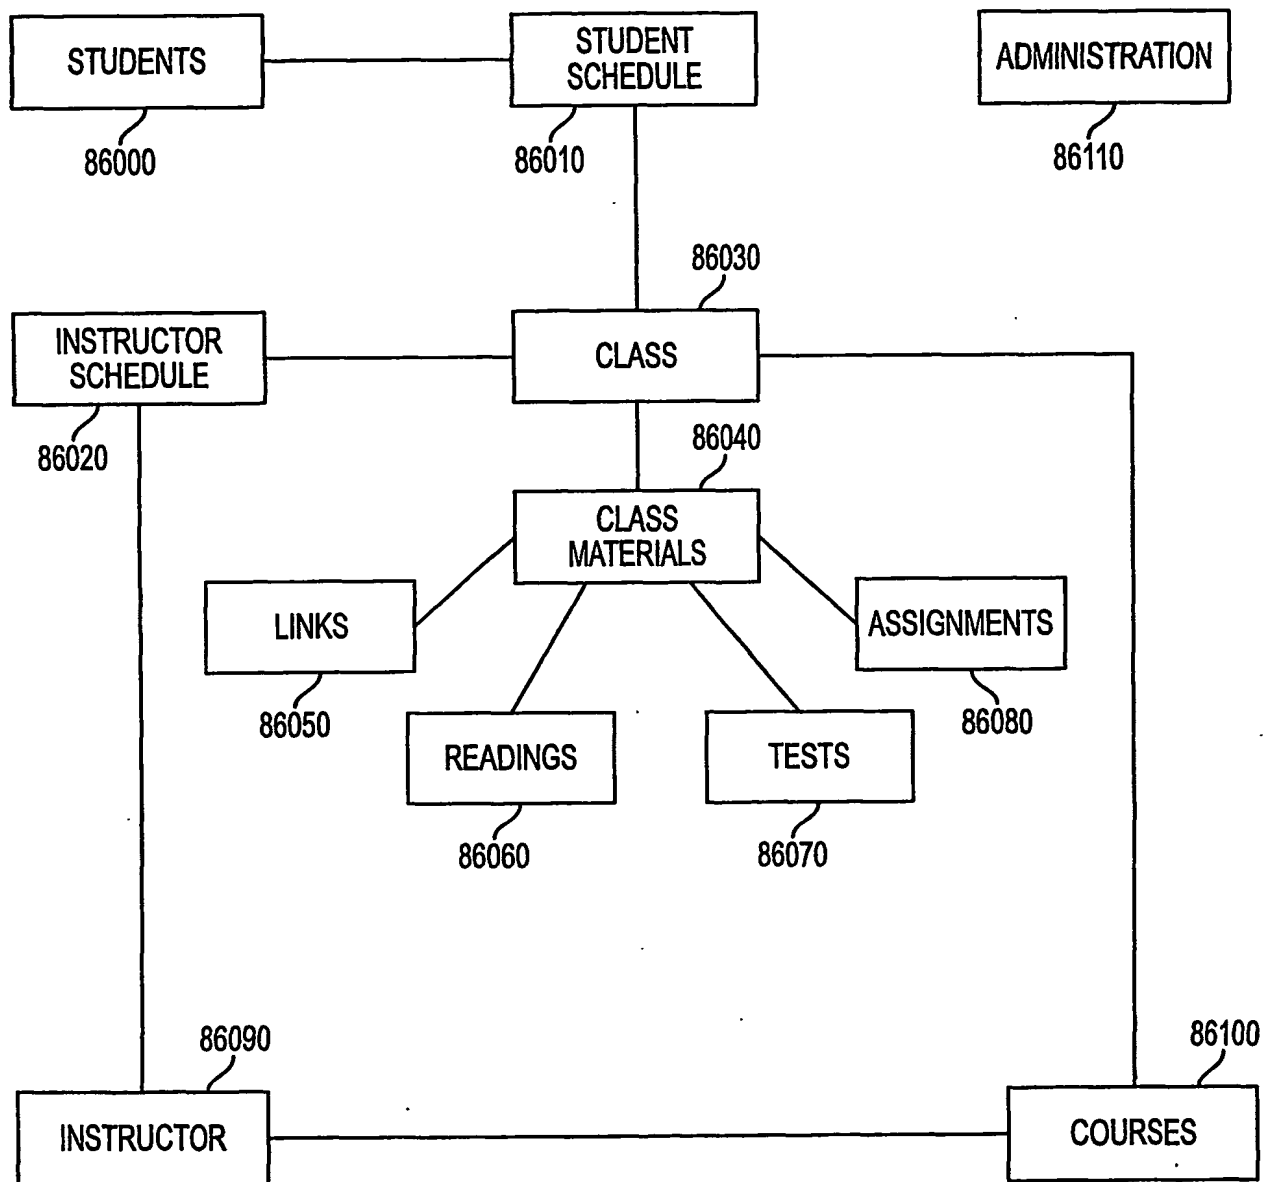 STUDENTS
86000
STUDENT
SCHEDULE
86010
ADMINISTRATION
86110
INSTRUCTOR
SCHEDULE
86020
86030
CLASS
86040
CLASS
MATERIALS
LINKS
86050
READINGS
86060
TESTS
86070
ASSIGNMENTS
86080
86090
INSTRUCTOR
86100
COURSES